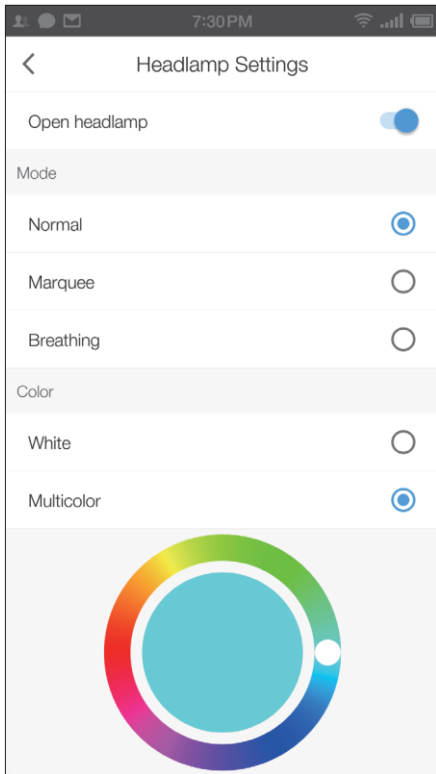 7:30PM
Headlamp Settings
Open headlamp
Mode
Normal
Marquee
Breathing
Color
White
Multicolor